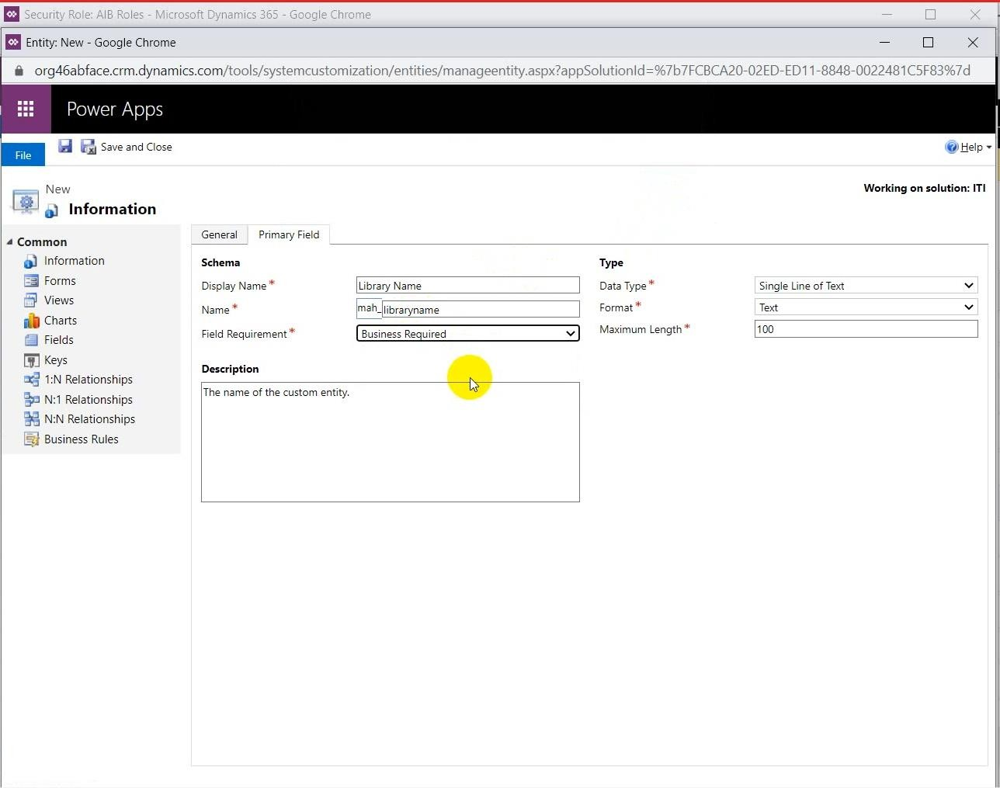 Security Role: AIB Roles - Microsoft Dynamics 365 - Google Chrome
Entity: New - Google Chrome
org46abface.crm.dynamics.com/tools/systemcustomization/entities/manageentity.aspx?appSolutionId=%7b7FCBCA20-02ED-ED11-8848-0022481C5F83%7d
Power Apps
File
Save and Close
Help
New
Information
Working on solution: ITI
Common
Information
Forms
Views
Charts
Fields
Keys
1:N Relationships
N:1 Relationships
N:N Relationships
Business Rules
General
Primary Field
Schema
Display Name*
Library Name
Name *
mah_ libraryname
Field Requirement*
Business Required
Description
The name of the custom entity.
Type
Data Type*
Single Line of Text
Format *
Text
Maximum Length*
100